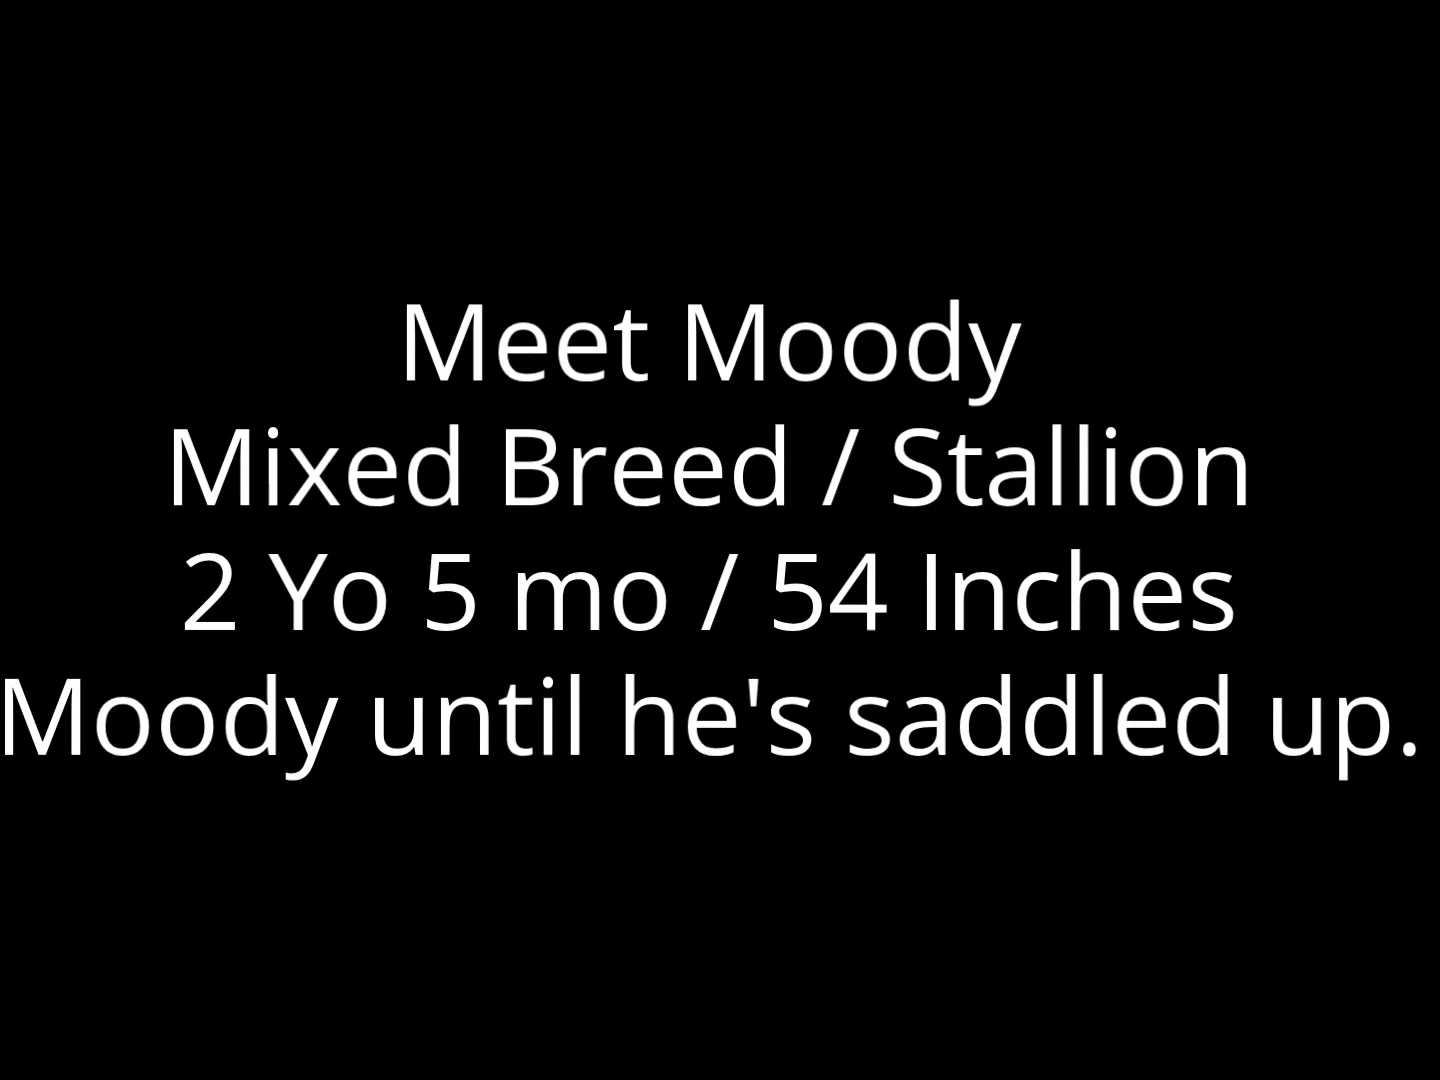 Meet Moody
Mixed Breed / Stallion
2 Yo 5 mo / 54 Inches
Moody until he's saddled up.